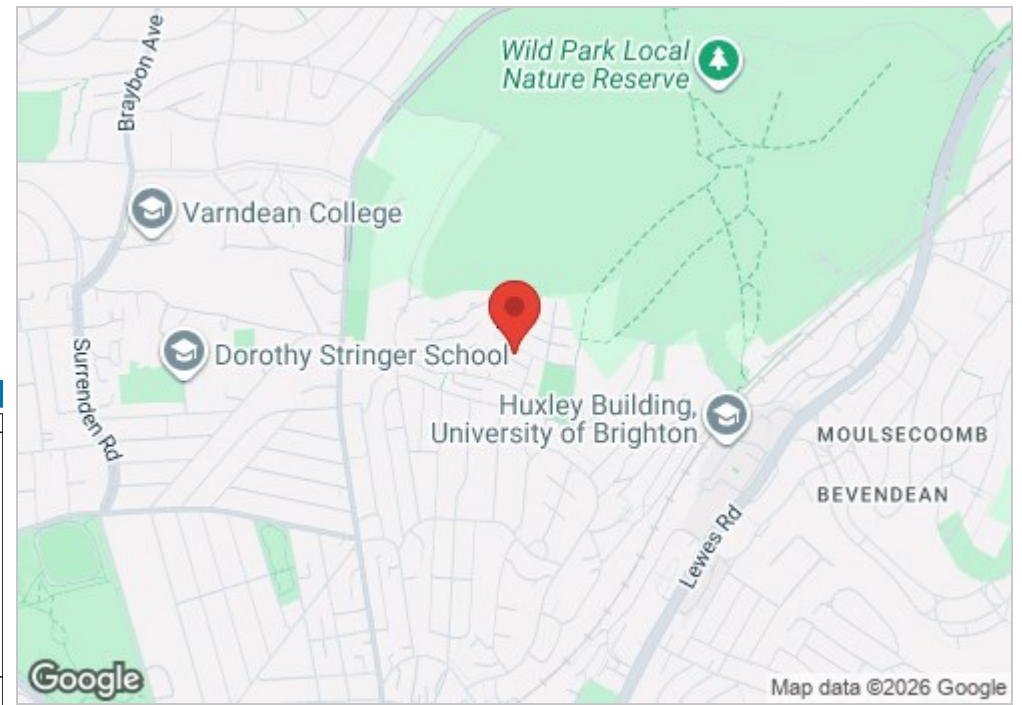 Braybon Ave
Wild Park Local
Nature Reserve
Varndean College
Surrenden Rd
Dorothy Stringer School
Huxley Building,
University of Brighton
MOULSECOOMB
BEVENDEAN
Lewes Rd
Google
Map data ©2026 Google